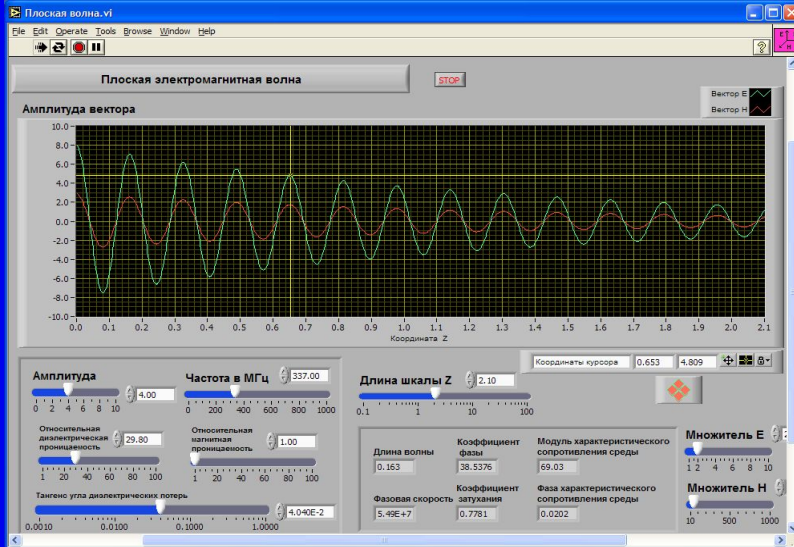 Плоская волна.vi
File Edit Operate Tools Browse Window Help
Плоская электромагнитная волна
STOP
Вектор E
Вектор H
Амплитуда вектора
10.0
8.0
6.0
4.0
2.0
0.0
-2.0
-4.0
-6.0
-8.0
-10.0
0.0 0.1 0.2 0.3 0.4 0.5 0.6 0.7 0.8 0.9 1.0 1.1 1.2 1.3 1.4 1.5 1.6 1.7 1.8 1.9 2.0 2.1
Координата Z
Координаты курсора 0.653 4.809
Амплитуда
4.00
0 2 4 6 8 10
Частота в МГц
337.00
0 200 400 600 800 1000
Длина шкалы Z
2.10
0.1 1 10 100
Относительная
диэлектрическая
проницаемость
29.80
1 20 40 60 80 100
Относительная
магнитная
проницаемость
1.00
1 20 40 60 80 100
Тангенс угла диэлектрических потерь
4.040E-2
0.0010 0.0100 0.1000 1.0000
Длина волны
0.163
Коэффициент
фазы
38.5376
Модуль характеристического
сопротивления среды
69.03
Фазовая скорость
5.49E+7
Коэффициент
затухания
0.7781
Фаза характеристического
сопротивления среды
0.0202
Множитель E
1 2 4 6 8 10
Множитель H
10 500 1000